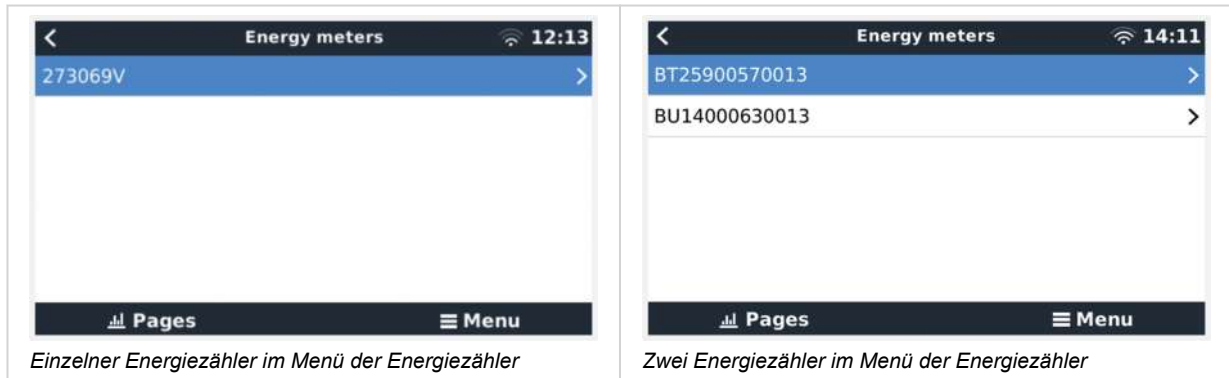 Energy meters 12:13
273069V
Pages Menu
Einzelner Energiezähler im Menü der Energiezähler
Energy meters 14:11
BT25900570013
BU14000630013
Pages Menu
Zwei Energiezähler im Menü der Energiezähler